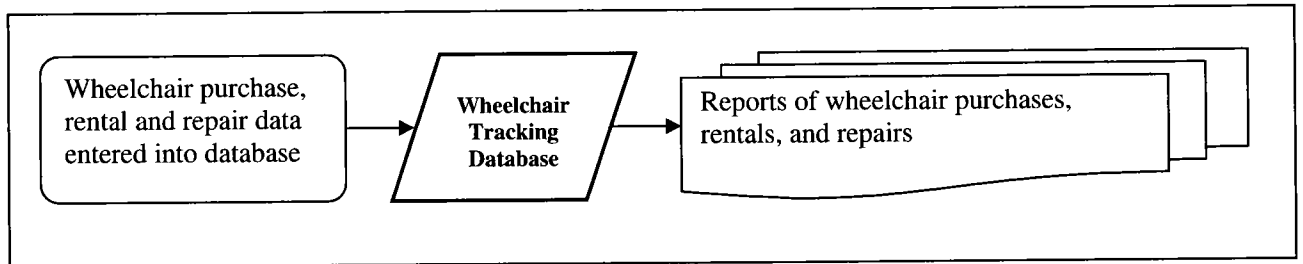 Wheelchair purchase,
rental and repair data
entered into database
Wheelchair
Tracking
Database
Reports of wheelchair purchases,
rentals, and repairs